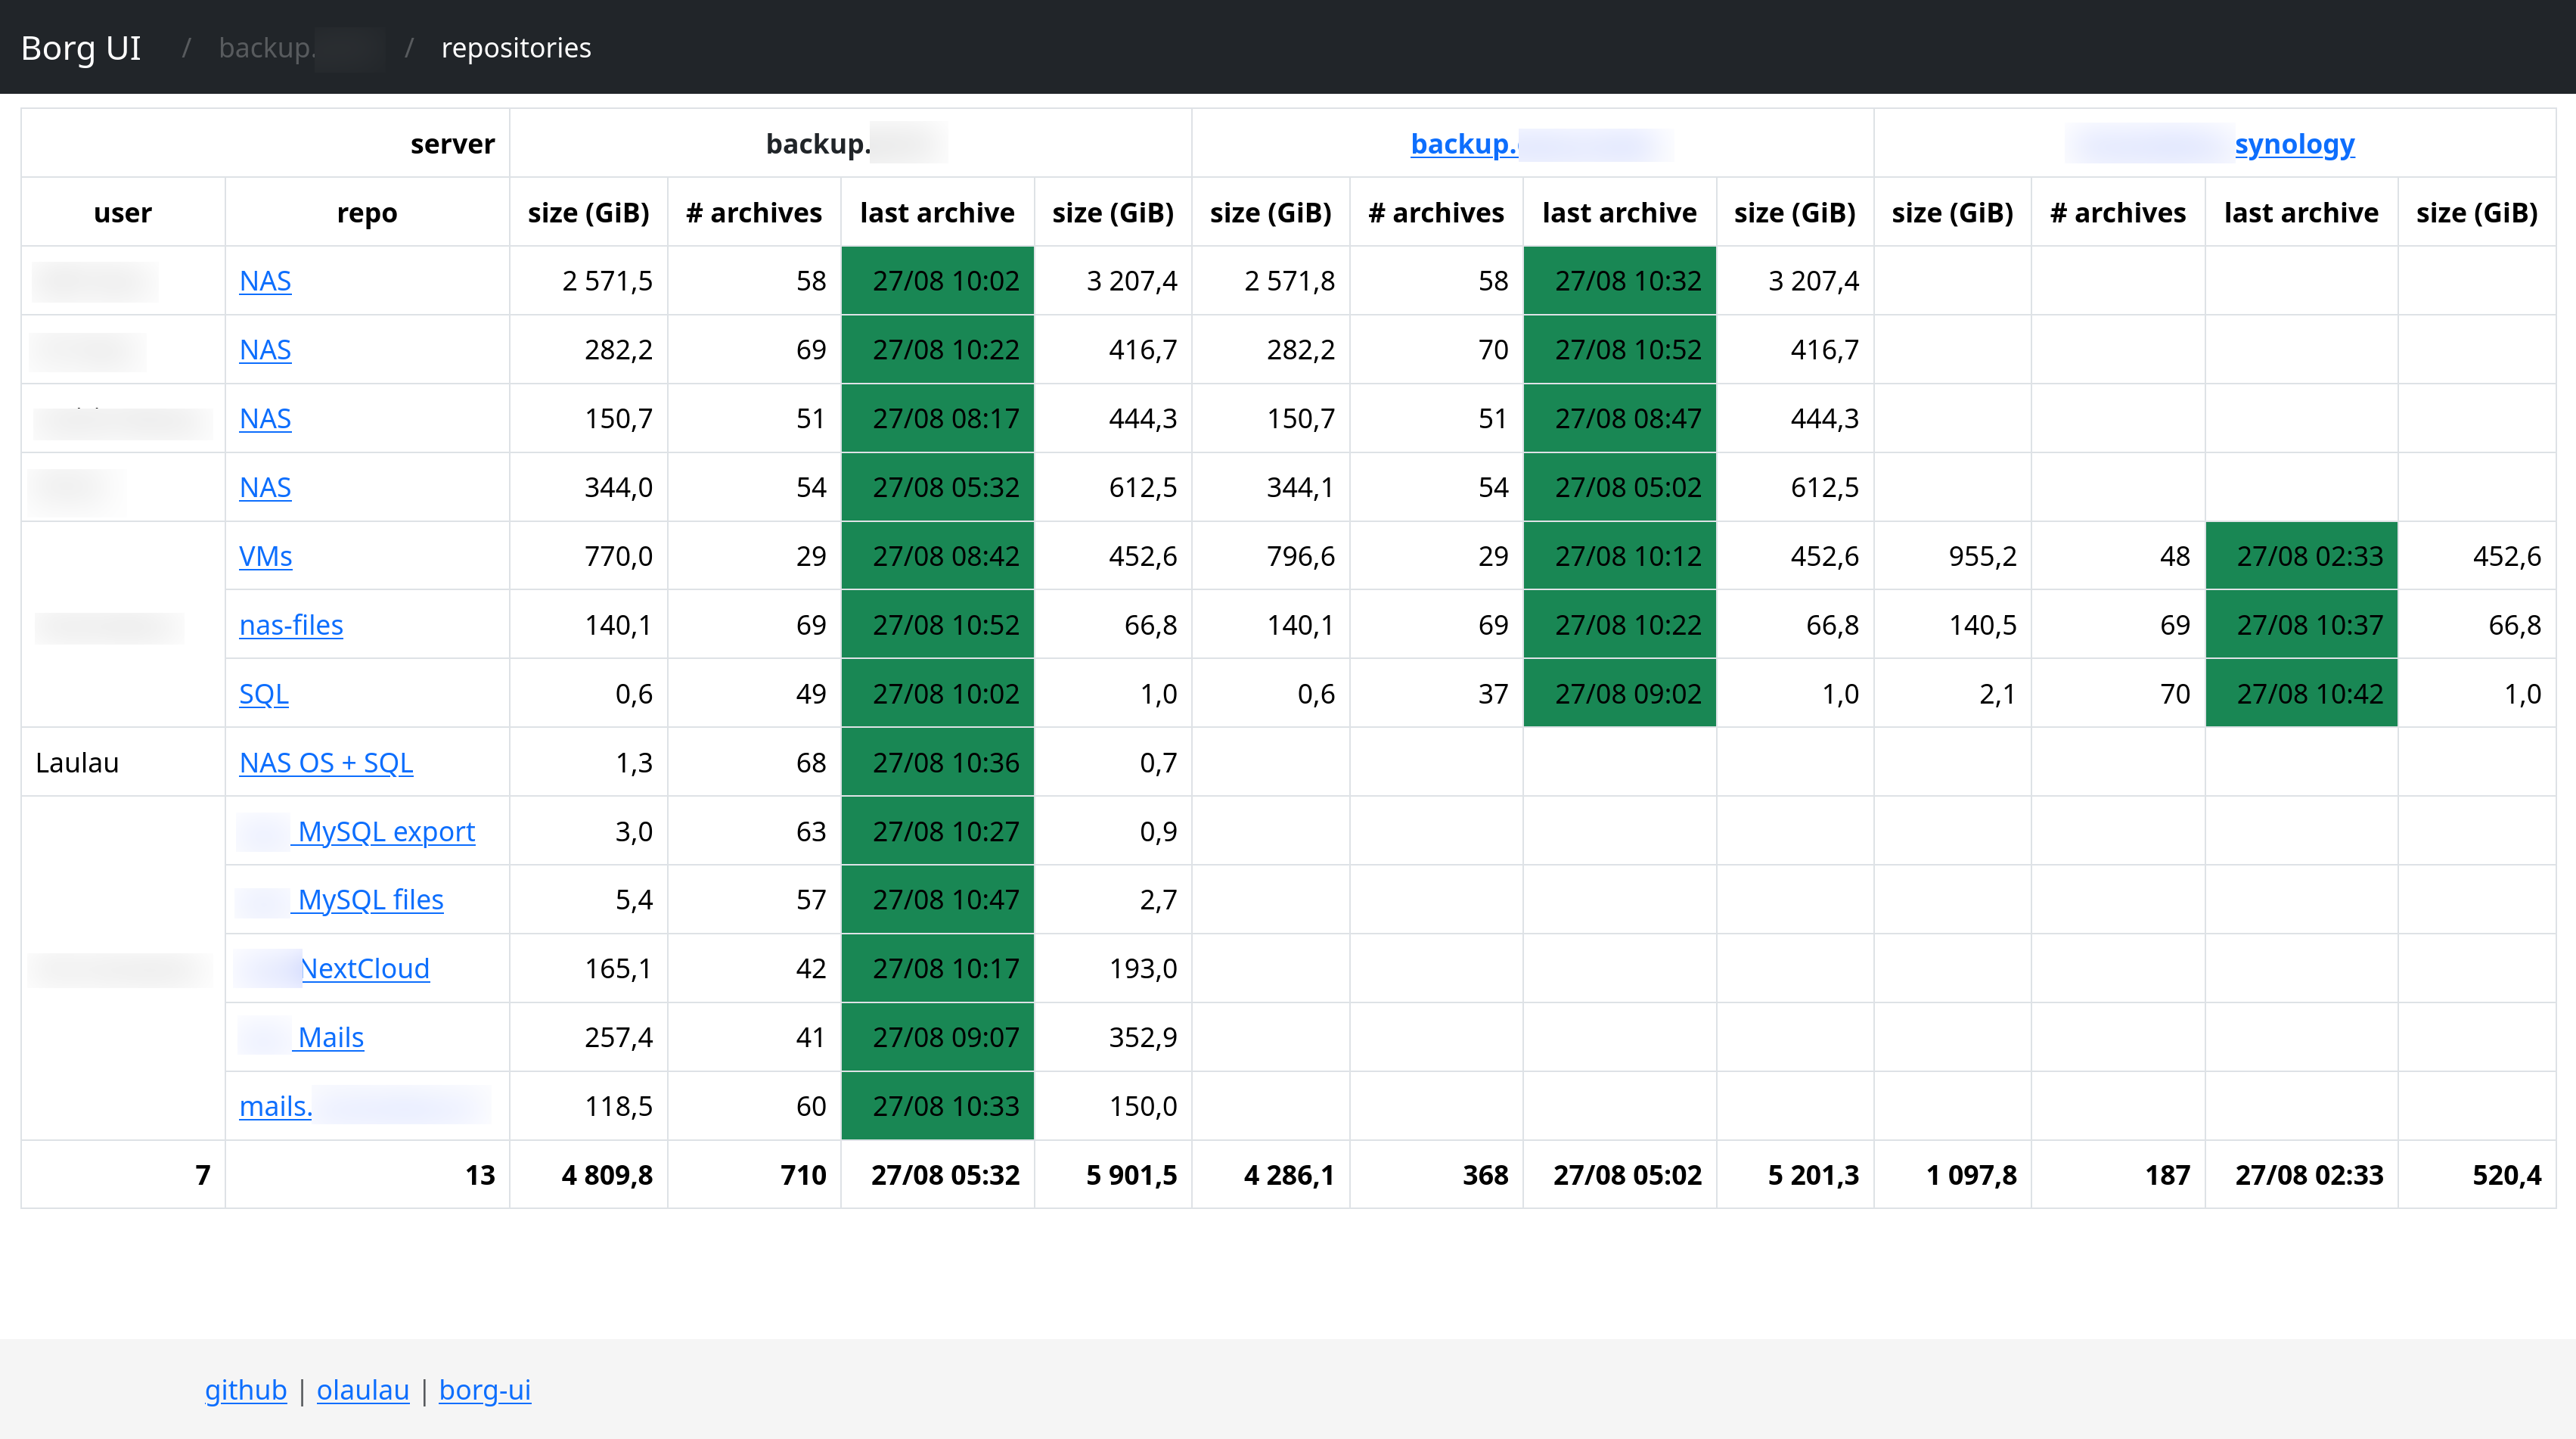 Borg UI / backup. / repositories
server backup. backup. synology
user repo size (GiB) # archives last archive size (GiB) size (GiB) # archives last archive size (GiB) size (GiB) # archives last archive size (GiB)
NAS 2 571,5 58 27/08 10:02 3 207,4 2 571,8 58 27/08 10:32 3 207,4
NAS 282,2 69 27/08 10:22 416,7 282,2 70 27/08 10:52 416,7
NAS 150,7 51 27/08 08:17 444,3 150,7 51 27/08 08:47 444,3
NAS 344,0 54 27/08 05:32 612,5 344,1 54 27/08 05:02 612,5
VMs 770,0 29 27/08 08:42 452,6 796,6 29 27/08 10:12 452,6 955,2 48 27/08 02:33 452,6
nas-files 140,1 69 27/08 10:52 66,8 140,1 69 27/08 10:22 66,8 140,5 69 27/08 10:37 66,8
SQL 0,6 49 27/08 10:02 1,0 0,6 37 27/08 09:02 1,0 2,1 70 27/08 10:42 1,0
Laulau NAS OS + SQL 1,3 68 27/08 10:36 0,7
MySQL export 3,0 63 27/08 10:27 0,9
MySQL files 5,4 57 27/08 10:47 2,7
NextCloud 165,1 42 27/08 10:17 193,0
Mails 257,4 41 27/08 09:07 352,9
mails. 118,5 60 27/08 10:33 150,0
7 13 4 809,8 710 27/08 05:32 5 901,5 4 286,1 368 27/08 05:02 5 201,3 1 097,8 187 27/08 02:33 520,4
github | olaulau | borg-ui